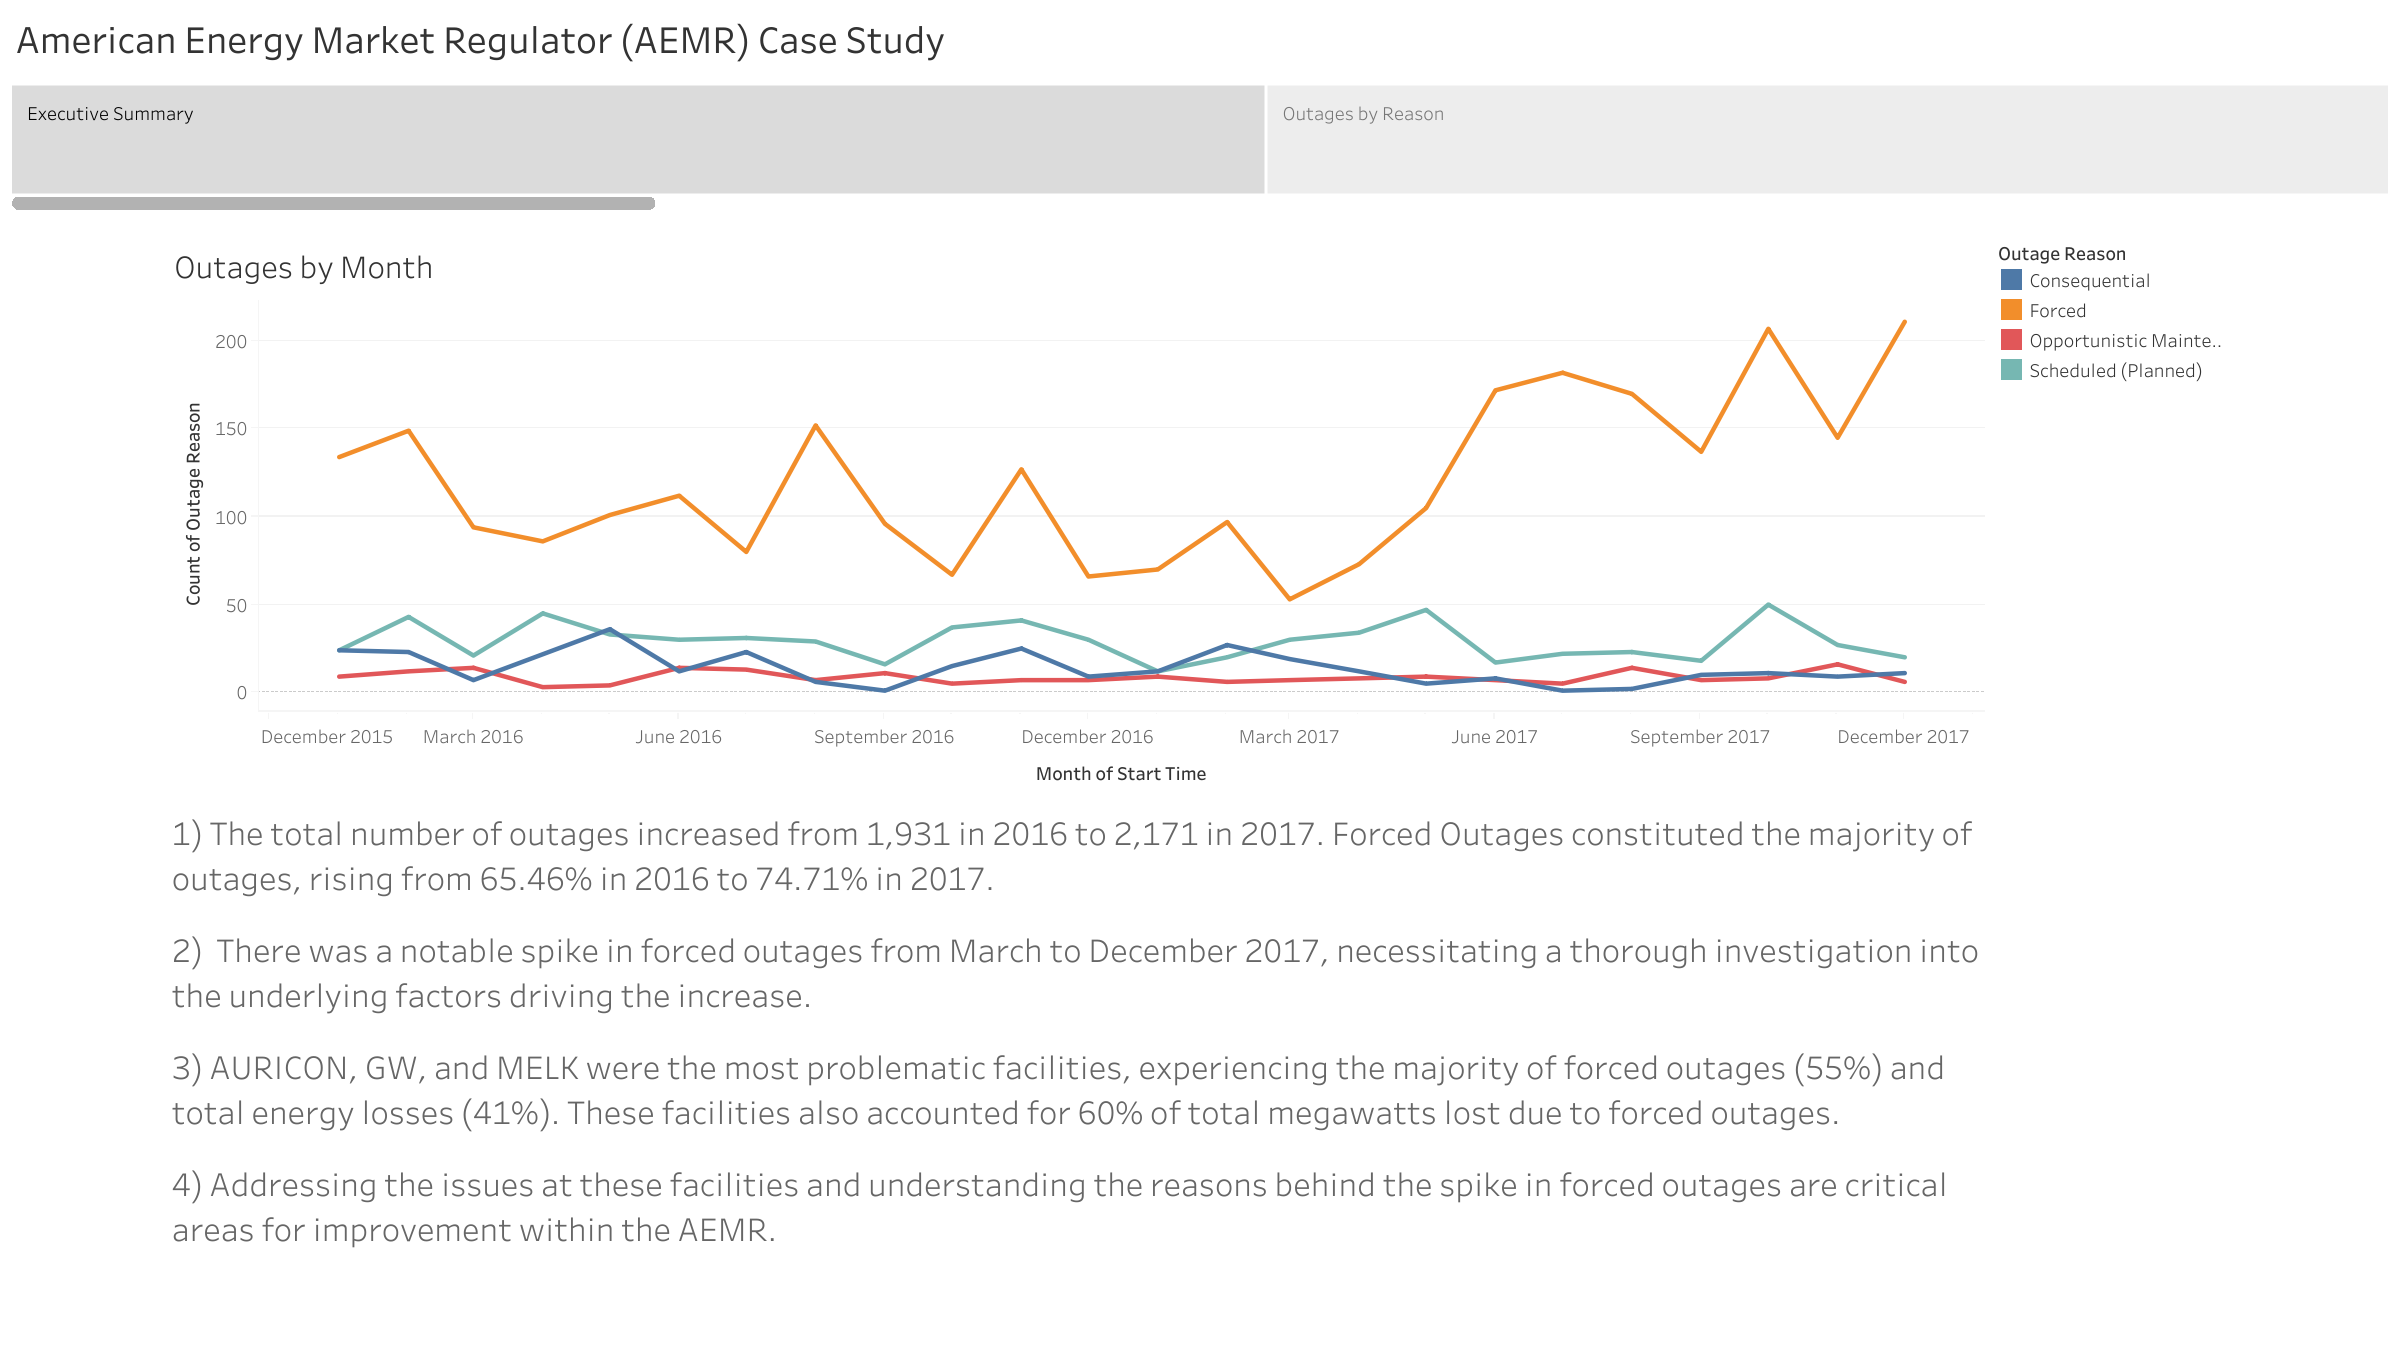 American Energy Market Regulator (AEMR) Case Study
Executive Summary
Outages by Reason
Outages by Month
Outage Reason
Consequential
Forced
Opportunistic Mainte..
Scheduled (Planned)
Count of Outage Reason
200
150
100
50
0
December 2015 March 2016 June 2016 September 2016 December 2016 March 2017 June 2017 September 2017 December 2017
Month of Start Time
1) The total number of outages increased from 1,931 in 2016 to 2,171 in 2017. Forced Outages constituted the majority of
outages, rising from 65.46% in 2016 to 74.71% in 2017.
2)  There was a notable spike in forced outages from March to December 2017, necessitating a thorough investigation into
the underlying factors driving the increase.
3) AURICON, GW, and MELK were the most problematic facilities, experiencing the majority of forced outages (55%) and
total energy losses (41%). These facilities also accounted for 60% of total megawatts lost due to forced outages.
4) Addressing the issues at these facilities and understanding the reasons behind the spike in forced outages are critical
areas for improvement within the AEMR.